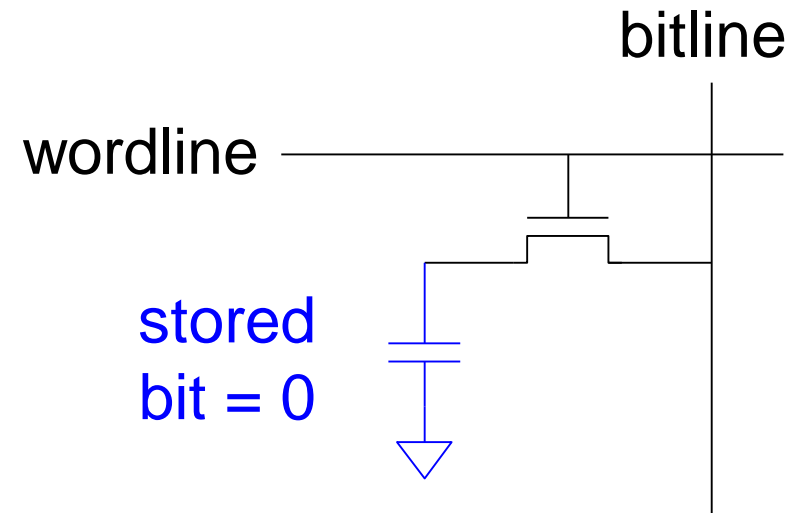 bitline
wordline
stored
bit = 0